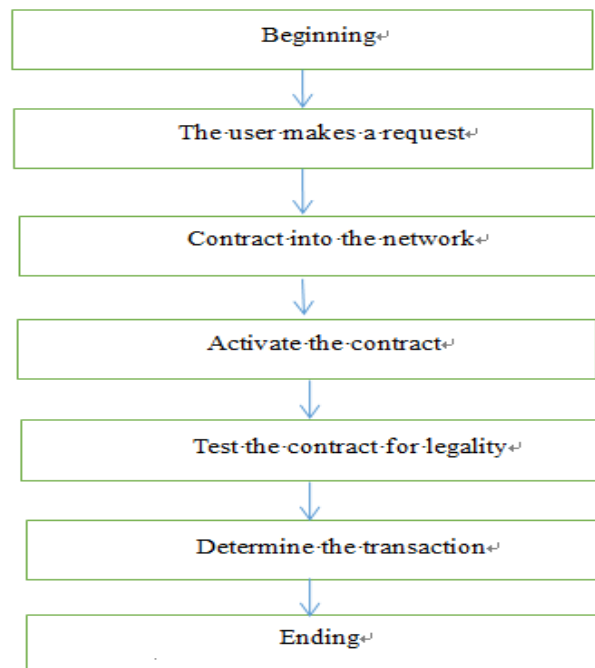 Beginning
The user makes a request
Contract into the network
Activate the contract
Test the contract for legality
Determine the transaction
Ending